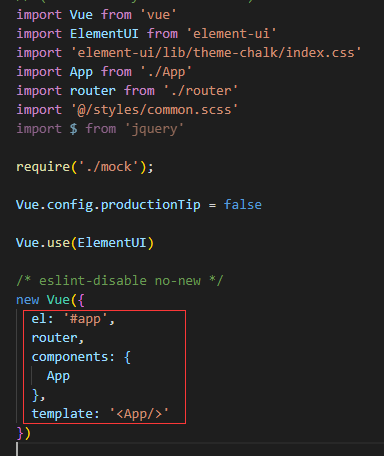 import Vue from 'vue'
import ElementUI from 'element-ui'
import 'element-ui/lib/theme-chalk/index.css'
import App from './App'
import router from './router'
import '@/styles/common.scss'
import $ from 'jquery'
require('./mock');
Vue.config.productionTip = false
Vue.use(ElementUI)
/* eslint-disable no-new */
new Vue({
  el: '#app',
  router,
  components: {
    App
  },
  template: '<App/>'
})